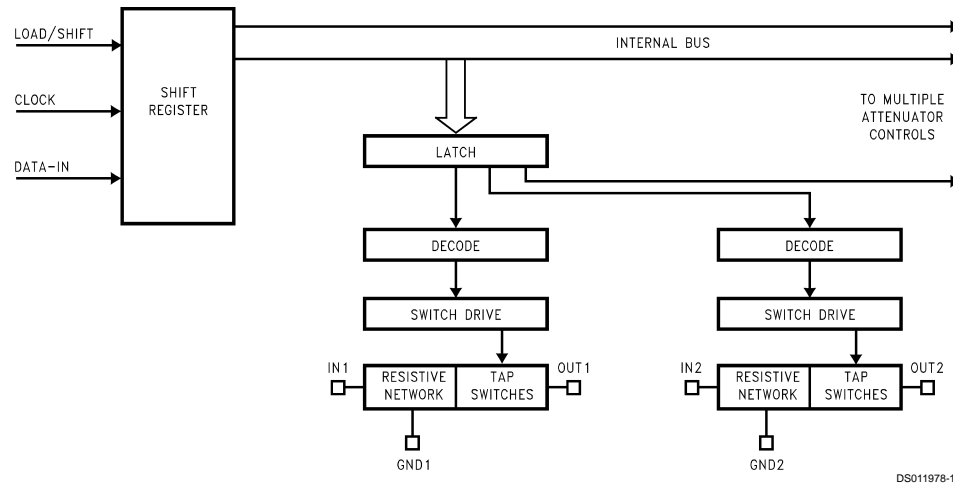 LOAD/SHIFT
CLOCK
DATA-IN
SHIFT
REGISTER
INTERNAL BUS
TO MULTIPLE
ATTENUATOR
CONTROLS
LATCH
DECODE
DECODE
SWITCH DRIVE
SWITCH DRIVE
IN1
RESISTIVE
NETWORK
TAP
SWITCHES
OUT1
GND1
IN2
RESISTIVE
NETWORK
TAP
SWITCHES
OUT2
GND2
DS011978-1